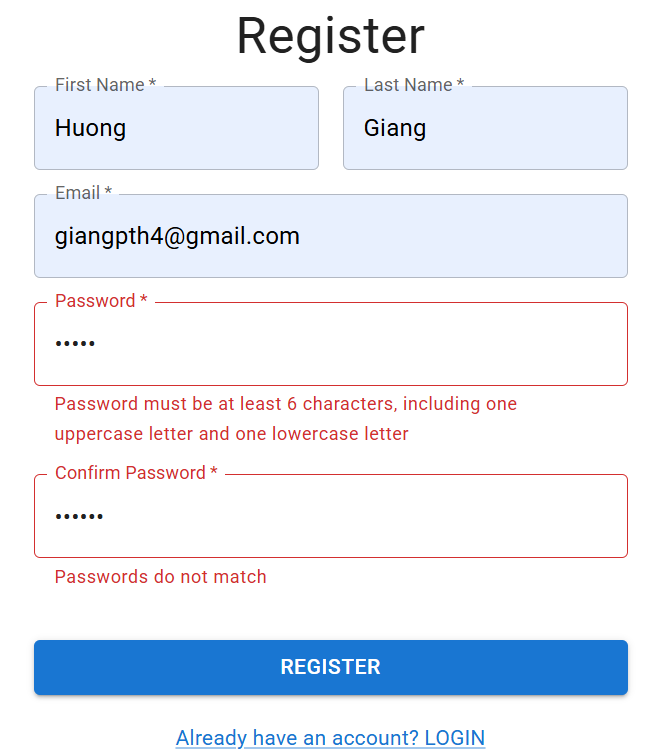 Register
First Name *
Last Name *
Huong
Giang
Email *
giangpth4@gmail.com
Password *
•••••
Password must be at least 6 characters, including one
uppercase letter and one lowercase letter
Confirm Password *
••••••
Passwords do not match
REGISTER
Already have an account? LOGIN